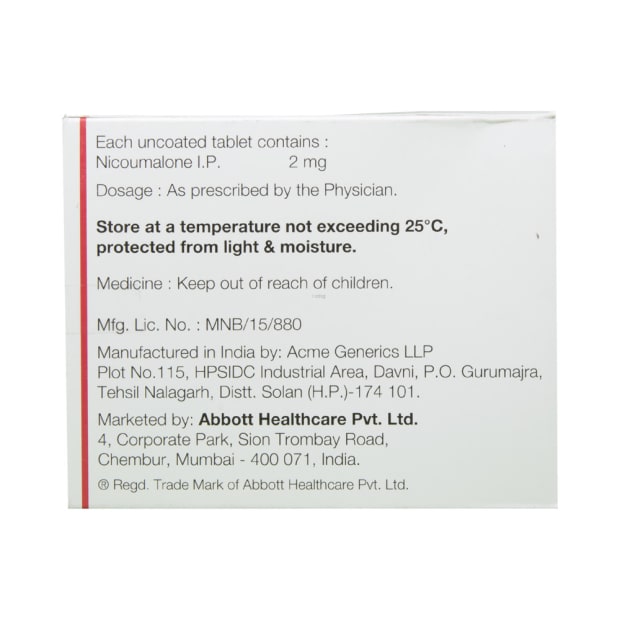 Each uncoated tablet contains :
Nicoumalone I.P. 2 mg
Dosage : As prescribed by the Physician.
Store at a temperature not exceeding 25°C,
protected from light & moisture.
Medicine : Keep out of reach of children.
Mfg. Lic. No. : MNB/15/880
Manufactured in India by: Acme Generics LLP
Plot No.115, HPSIDC Industrial Area, Davni, P.O. Gurumajra,
Tehsil Nalagarh, Distt. Solan (H.P.)-174 101.
Marketed by: Abbott Healthcare Pvt. Ltd.
4, Corporate Park, Sion Trombay Road,
Chembur, Mumbai - 400 071, India.
® Regd. Trade Mark of Abbott Healthcare Pvt. Ltd.